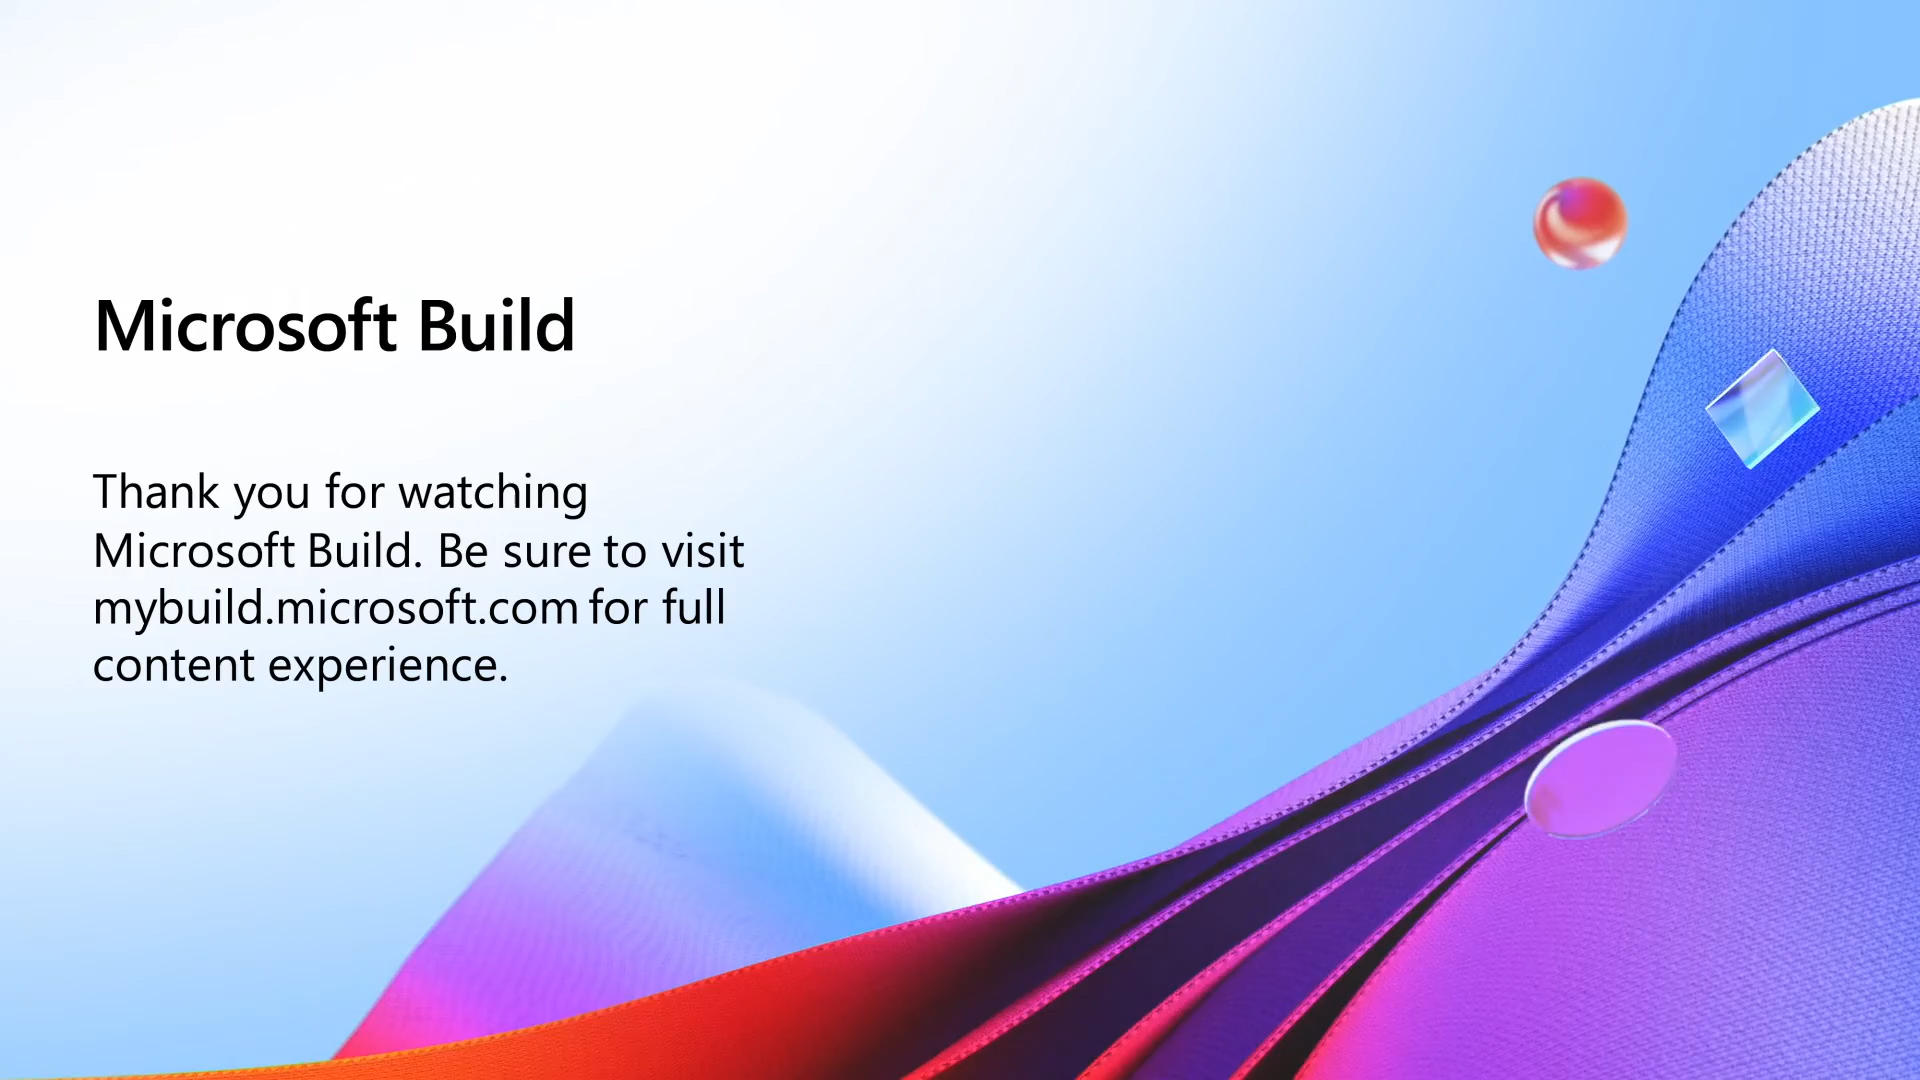 Microsoft Build
Thank you for watching
Microsoft Build. Be sure to visit
mybuild.microsoft.com for full
content experience.